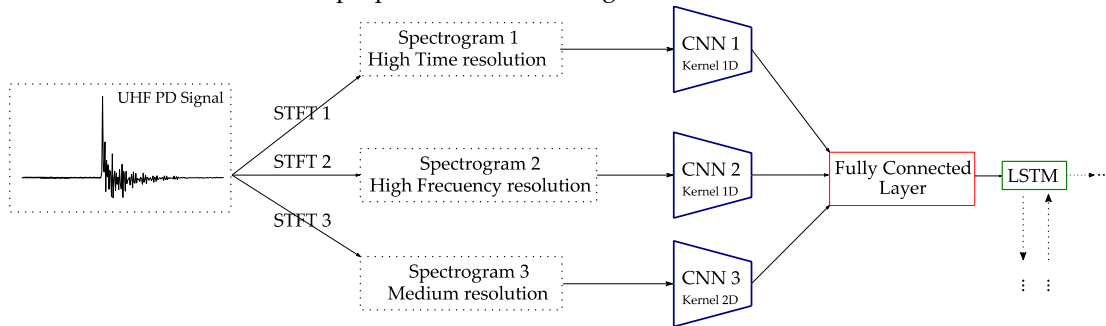 UHF PD Signal
STFT 1
STFT 2
STFT 3
Spectrogram 1
High Time resolution
Spectrogram 2
High Frecuency resolution
Spectrogram 3
Medium resolution
CNN 1
Kernel 1D
CNN 2
Kernel 1D
CNN 3
Kernel 2D
Fully Connected
Layer
LSTM